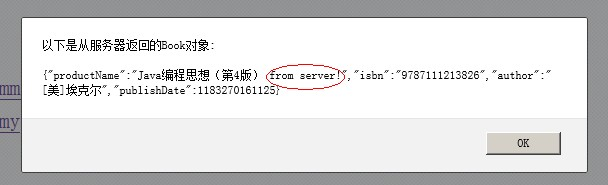 以下是从服务器返回的Book对象:
{"productName":"Java编程思想（第4版） from server!","isbn":"9787111213826","author":"
[美]埃克尔","publishDate":1183270161125}
mm
my
OK